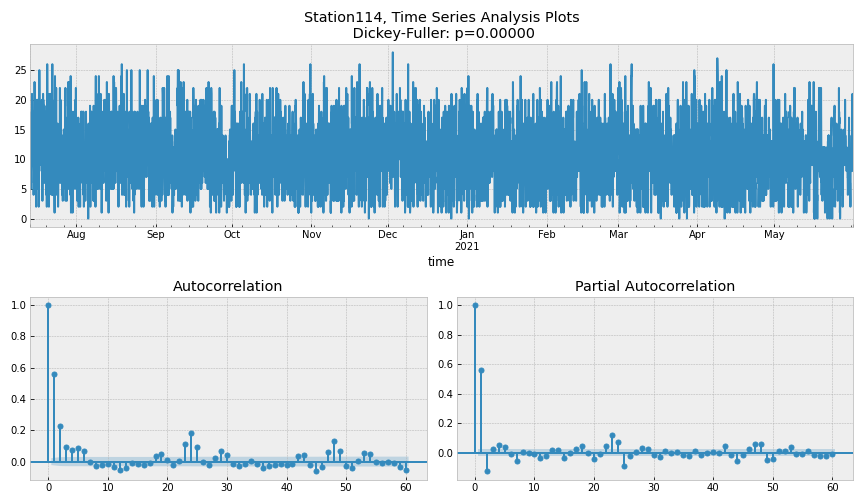 Station114, Time Series Analysis Plots
Dickey-Fuller: p=0.00000
25
20
15
10
5
0
Aug Sep Oct Nov Dec Jan Feb Mar Apr May
2021
time
Autocorrelation
1.0
0.8
0.6
0.4
0.2
0.0
0 10 20 30 40 50 60
Partial Autocorrelation
1.0
0.8
0.6
0.4
0.2
0.0
0 10 20 30 40 50 60